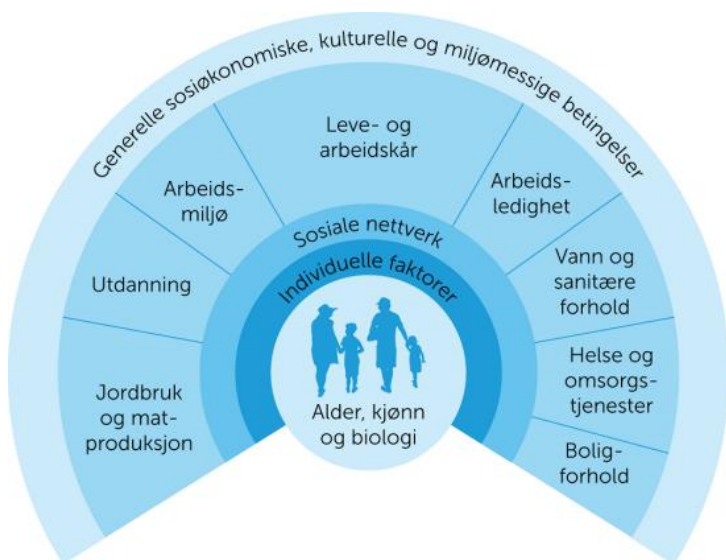 Generelle sosiøkonomiske, kulturelle og miljømessige betingelser
Leve- og
arbeidskår
Arbeids-
miljø
Arbeids-
ledighet
Utdanning
Vann og
sanitære
forhold
Jordbruk
og mat-
produksjon
Helse og
omsorgs-
tjenester
Bolig-
forhold
Sosiale nettverk
Individuelle faktorer
Alder, kjønn
og biologi